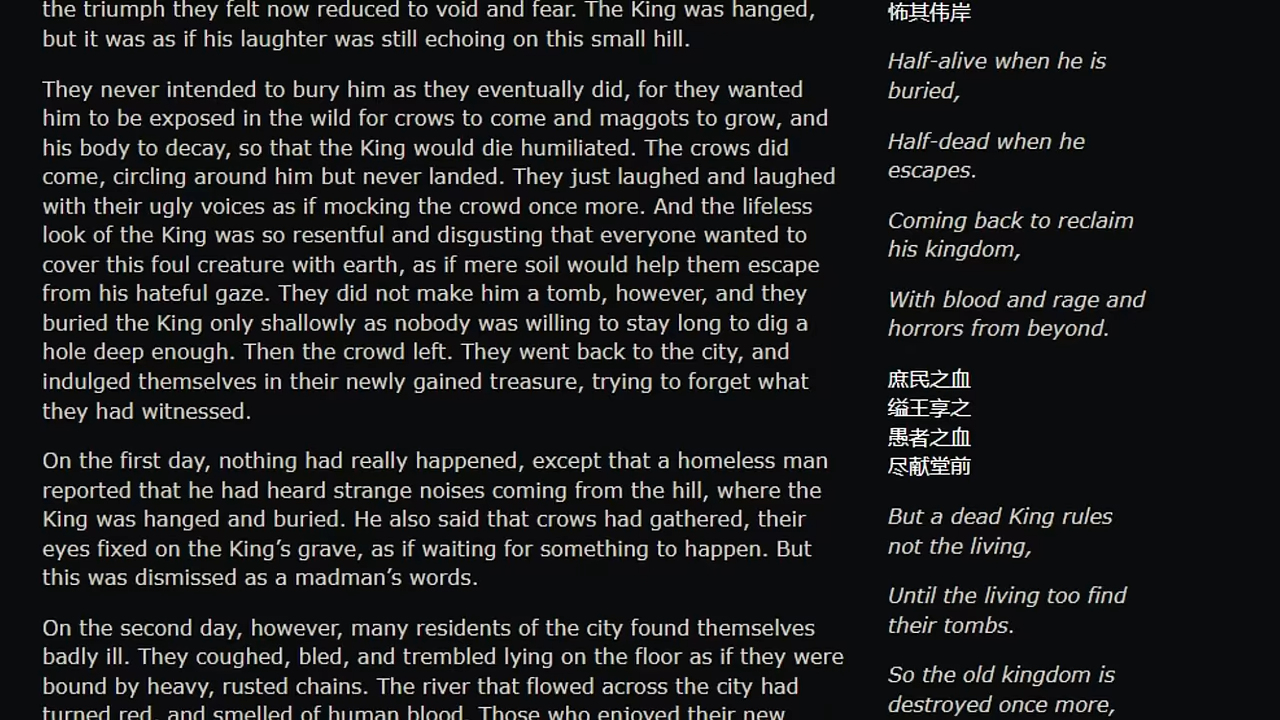 the triumph they felt now reduced to void and fear. The King was hanged,
but it was as if his laughter was still echoing on this small hill.
They never intended to bury him as they eventually did, for they wanted
him to be exposed in the wild for crows to come and maggots to grow, and
his body to decay, so that the King would die humiliated. The crows did
come, circling around him but never landed. They just laughed and laughed
with their ugly voices as if mocking the crowd once more. And the lifeless
look of the King was so resentful and disgusting that everyone wanted to
cover this foul creature with earth, as if mere soil would help them escape
from his hateful gaze. They did not make him a tomb, however, and they
buried the King only shallowly as nobody was willing to stay long to dig a
hole deep enough. Then the crowd left. They went back to the city, and
indulged themselves in their newly gained treasure, trying to forget what
they had witnessed.
On the first day, nothing had really happened, except that a homeless man
reported that he had heard strange noises coming from the hill, where the
King was hanged and buried. He also said that crows had gathered, their
eyes fixed on the King’s grave, as if waiting for something to happen. But
this was dismissed as a madman’s words.
On the second day, however, many residents of the city found themselves
badly ill. They coughed, bled, and trembled lying on the floor as if they were
bound by heavy, rusted chains. The river that flowed across the city had
turned red, and smelled of human blood. Those who enjoyed their new
怖其伟岸
Half-alive when he is
buried,
Half-dead when he
escapes.
Coming back to reclaim
his kingdom,
With blood and rage and
horrors from beyond.
庶民之血
缢王享之
愚者之血
尽献堂前
But a dead King rules
not the living,
Until the living too find
their tombs.
So the old kingdom is
destroyed once more,